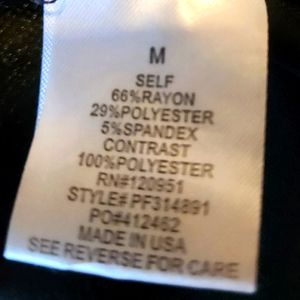 M
SELF
66%RAYON
29%POLYESTER
5%SPANDEX
CONTRAST
100%POLYESTER
RN#120951
STYLE# PF314891
PO#412462
MADE IN USA
SEE REVERSE FOR CARE